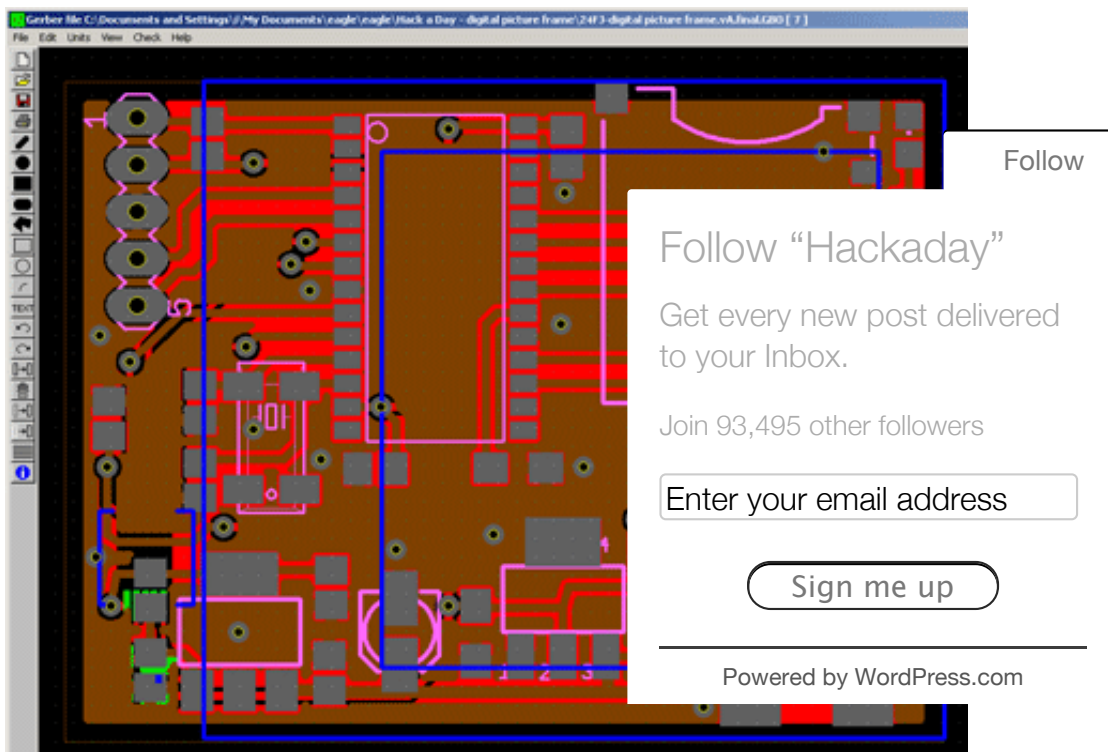 Gerber file C:/Documents and Settings/l/My Documents/eagle/eagle/Hack a Day - digital picture frame\24F3-digital picture frame.vA.final.GBO [ 7 ]
File Edit Units View Check Help
1
5
TEXT
4
1 2 3
Follow
Follow “Hackaday”
Get every new post delivered
to your Inbox.
Join 93,495 other followers
Enter your email address
Sign me up
Powered by WordPress.com